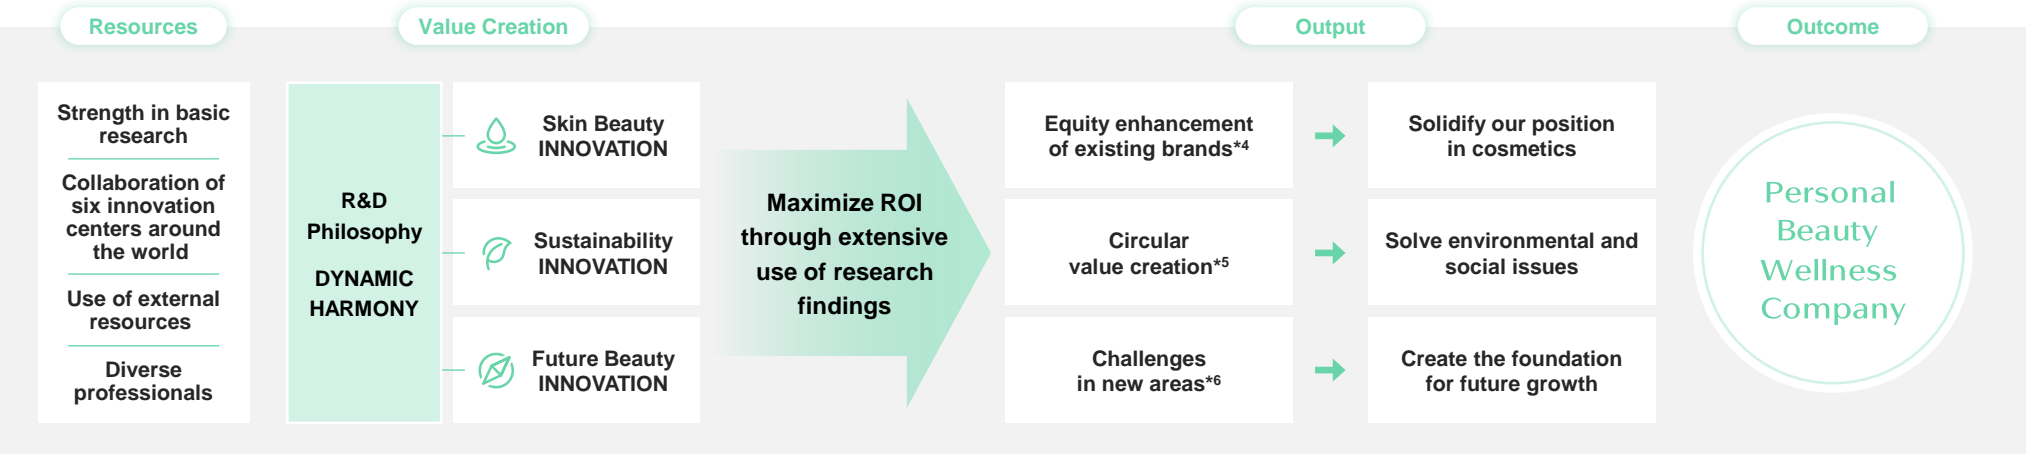 Resources
Value Creation
Output
Outcome
Strength in basic
research
Collaboration of
six innovation
centers around
the world
Use of external
resources
Diverse
professionals
R&D
Philosophy
DYNAMIC
HARMONY
Skin Beauty
INNOVATION
Sustainability
INNOVATION
Future Beauty
INNOVATION
Maximize ROI
through extensive
use of research
findings
Equity enhancement
of existing brands*4
Solidify our position
in cosmetics
Circular
value creation*5
Solve environmental and
social issues
Challenges
in new areas*6
Create the foundation
for future growth
Personal
Beauty
Wellness
Company